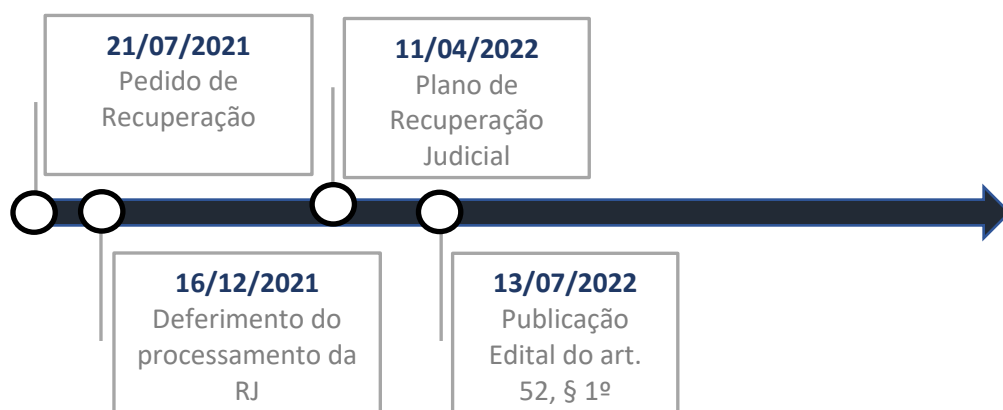 21/07/2021
Pedido de
Recuperação
11/04/2022
Plano de
Recuperação
Judicial
16/12/2021
Deferimento do
processamento da
RJ
13/07/2022
Publicação
Edital do art.
52, § 1º